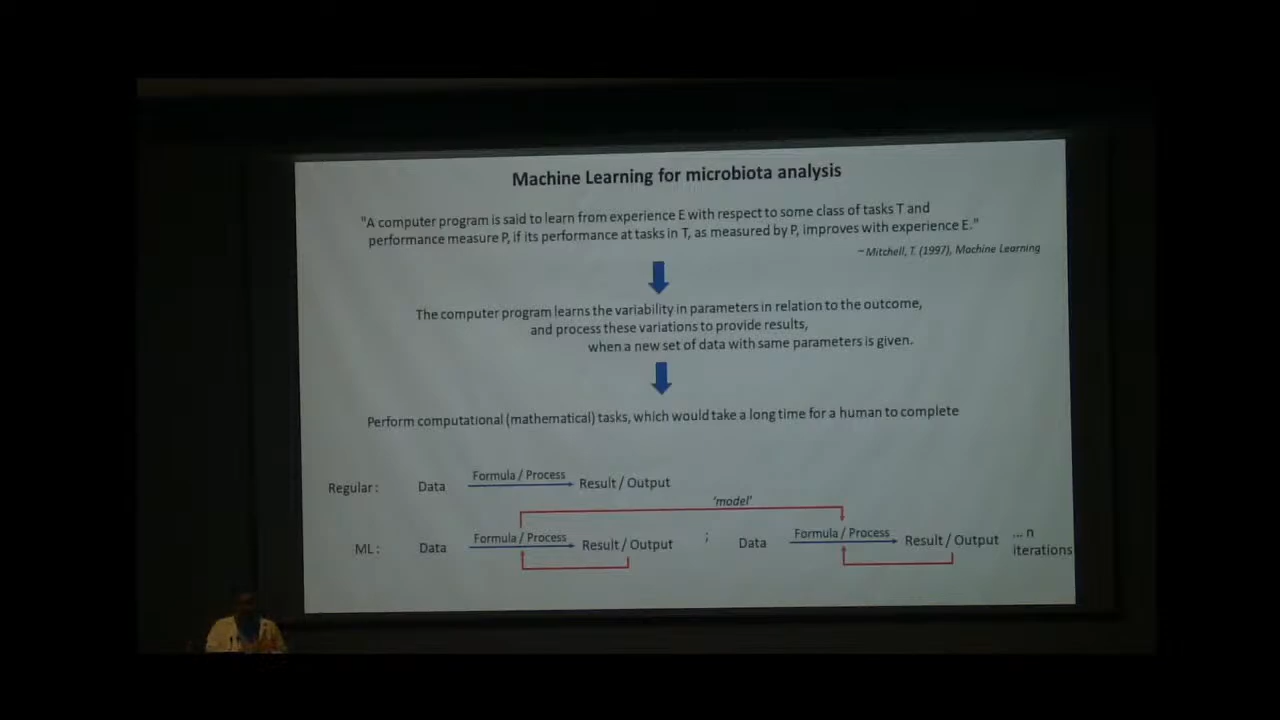 Machine Learning for microbiota analysis
"A computer program is said to learn from experience E with respect to some class of tasks T and
performance measure P, if its performance at tasks in T, as measured by P, improves with experience E."
~ Mitchell, T. (1997), Machine Learning
The computer program learns the variability in parameters in relation to the outcome,
and process these variations to provide results,
when a new set of data with same parameters is given.
Perform computational (mathematical) tasks, which would take a long time for a human to complete
Regular: Data Formula / Process Result / Output
'model'
ML: Data Formula / Process Result / Output ; Data Formula / Process Result / Output ... n
iterations